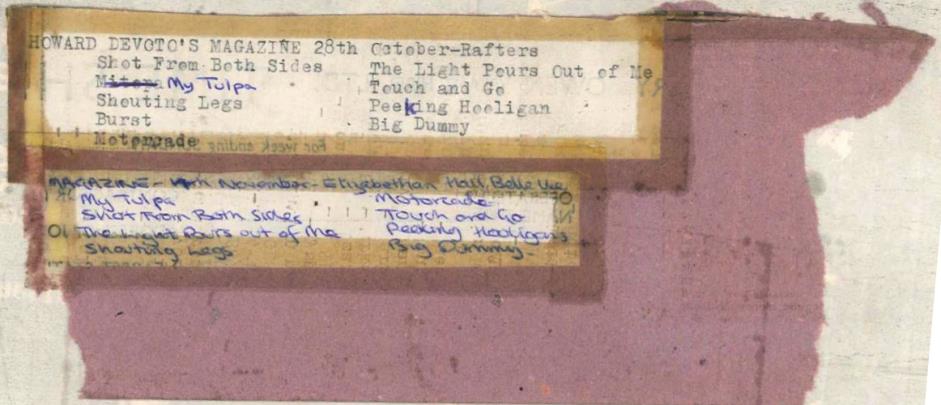 HOWARD DEVOTO'S MAGAZINE 28th October-Rafters
Shot From Both Sides
My Tulpa
Shouting Legs
Burst
Motorcade
The Light Pours Out of Me
Touch and Go
Peeking Hooligan
Big Dummy
For week ending
MAGAZINE - November - Elizabethan Hall, Belle Vue
My Tulpa
Shot From Both Sides
The Light Pours out of Me
Shouting Legs
Motorcade
Touch and Go
Peeking Hooligans
Big Dummy.